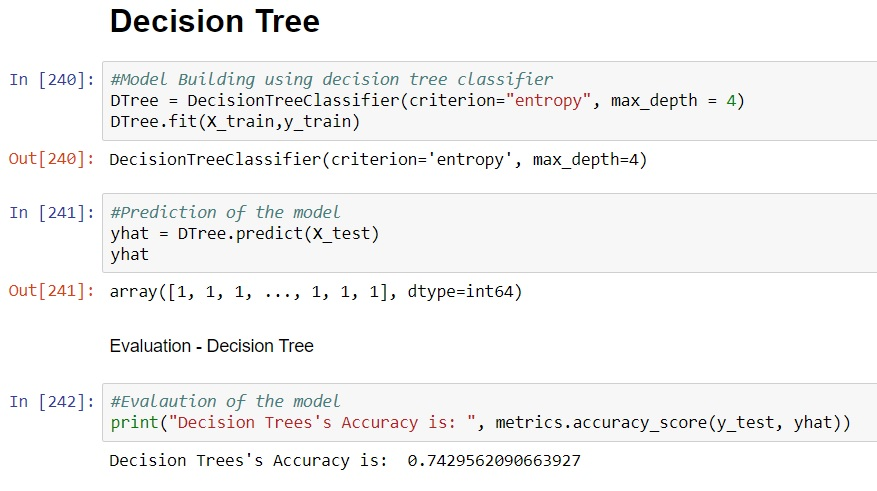 Decision Tree
In [240]: #Model Building using decision tree classifier
DTree = DecisionTreeClassifier(criterion="entropy", max_depth = 4)
DTree.fit(X_train,y_train)
Out[240]: DecisionTreeClassifier(criterion='entropy', max_depth=4)
In [241]: #Prediction of the model
yhat = DTree.predict(X_test)
yhat
Out[241]: array([1, 1, 1, ..., 1, 1, 1], dtype=int64)
Evaluation - Decision Tree
In [242]: #Evalaution of the model
print("Decision Trees's Accuracy is: ", metrics.accuracy_score(y_test, yhat))
Decision Trees's Accuracy is:  0.7429562090663927